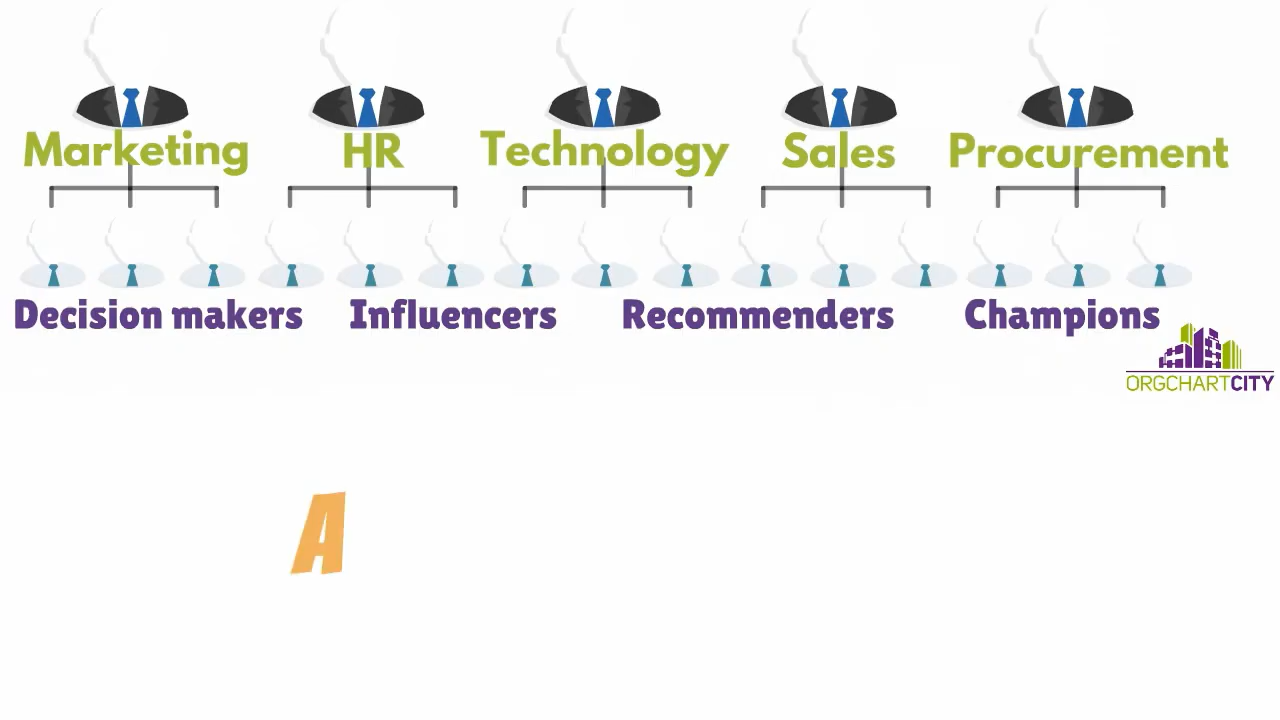 Marketing HR Technology Sales Procurement
Decision makers Influencers Recommenders Champions
ORGCHARTCITY
A